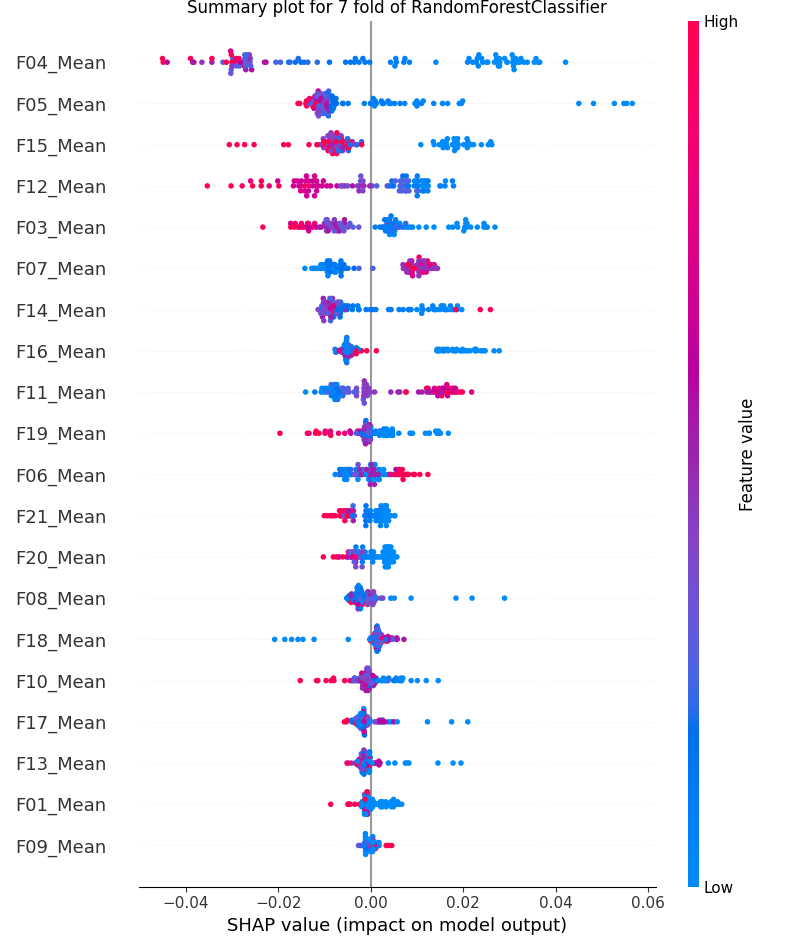 Summary plot for 7 fold of RandomForestClassifier
High
F04_Mean
F05_Mean
F15_Mean
F12_Mean
F03_Mean
F07_Mean
F14_Mean
F16_Mean
F11_Mean
F19_Mean
F06_Mean
F21_Mean
F20_Mean
F08_Mean
F18_Mean
F10_Mean
F17_Mean
F13_Mean
F01_Mean
F09_Mean
Feature value
Low
−0.04 −0.02 0.00 0.02 0.04 0.06
SHAP value (impact on model output)